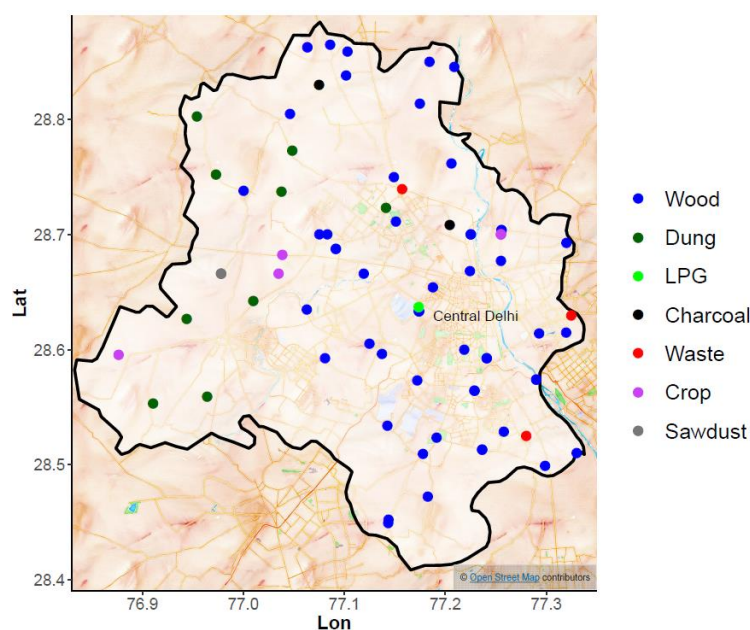 Lat
28.8
28.7
28.6
28.5
28.4
Central Delhi
© Open Street Map contributors
76.9 77.0 77.1 77.2 77.3
Lon
Wood
Dung
LPG
Charcoal
Waste
Crop
Sawdust